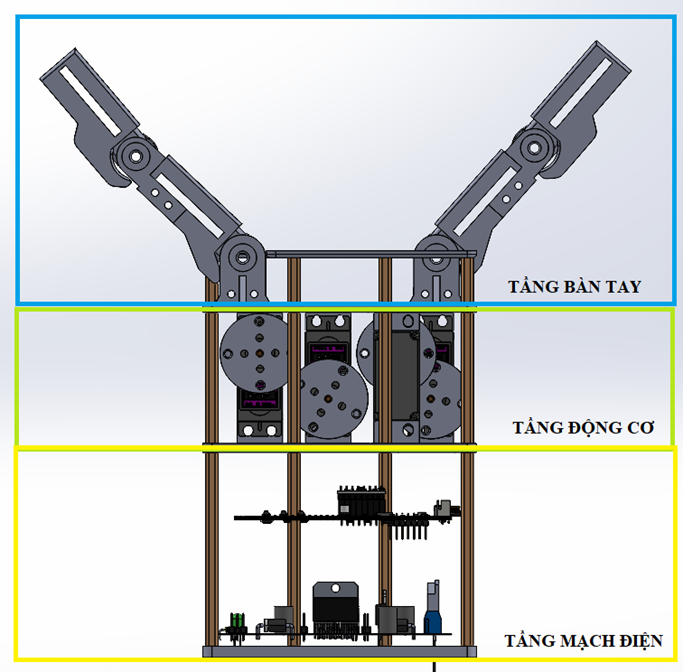 TẦNG BÀN TAY
TẦNG ĐỘNG CƠ
TẦNG MẠCH ĐIỆN